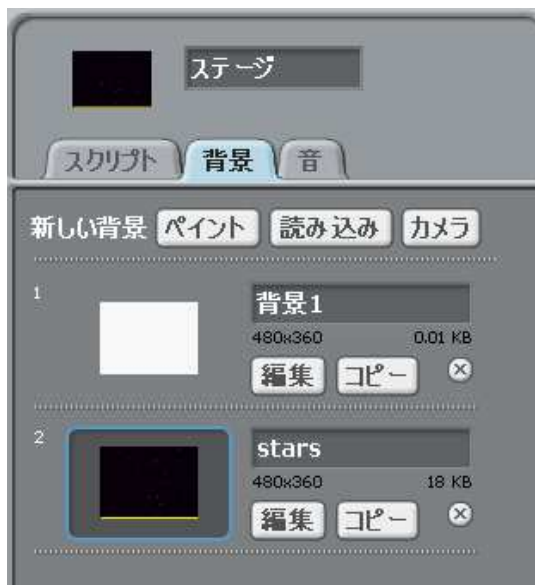 ステージ
スクリプト 背景 音
新しい背景 ペイント 読み込み カメラ
1
背景1
480x360 0.01 KB
編集 コピー
2
stars
480x360 18 KB
編集 コピー